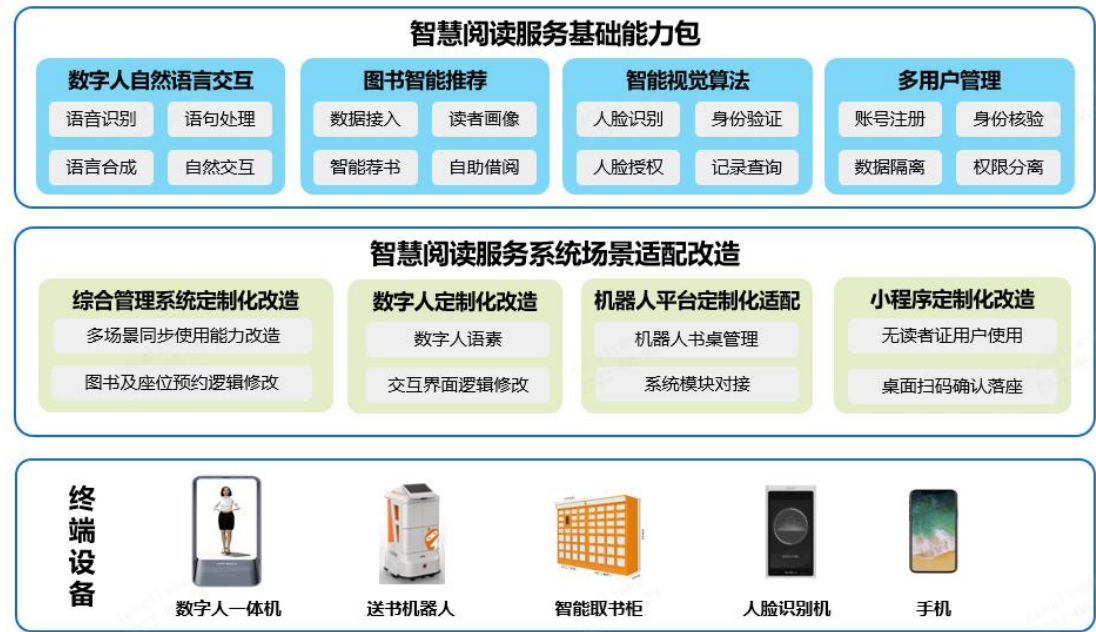 智慧阅读服务基础能力包
数字人自然语言交互
语音识别 语句处理
语言合成 自然交互
图书智能推荐
数据接入 读者画像
智能荐书 自助借阅
智能视觉算法
人脸识别 身份验证
人脸授权 记录查询
多用户管理
账号注册 身份核验
数据隔离 权限分离
智慧阅读服务系统场景适配改造
综合管理系统定制化改造
多场景同步使用能力改造
图书及座位预约逻辑修改
数字人定制化改造
数字人语素
交互界面逻辑修改
机器人平台定制化适配
机器人书桌管理
系统模块对接
小程序定制化改造
无读者证用户使用
桌面扫码确认落座
终端设备
数字人一体机
送书机器人
智能取书柜
人脸识别机
手机